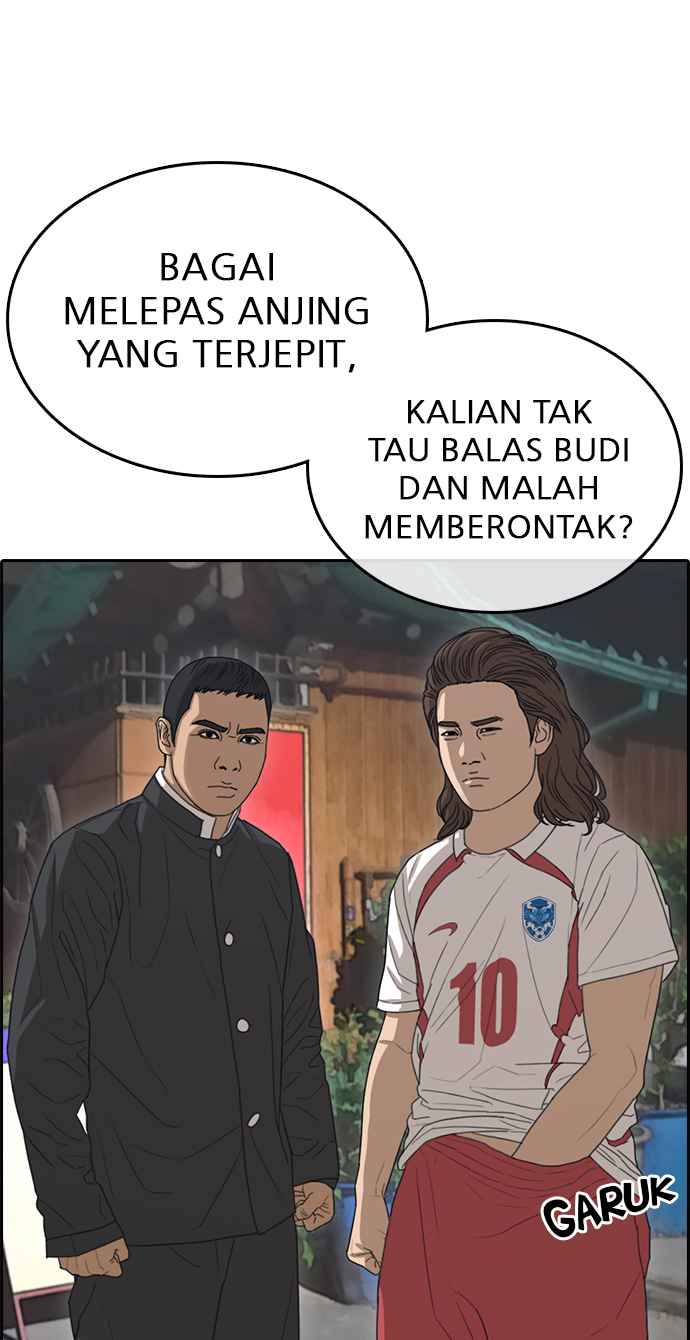 BAGAI
MELEPAS ANJING
YANG TERJEPIT,
KALIAN TAK
TAU BALAS BUDI
DAN MALAH
MEMBERONTAK?
10
GARUK